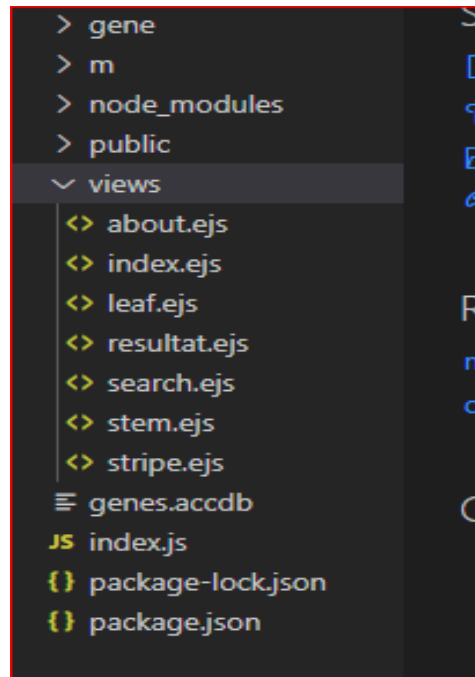 gene
m
node_modules
public
views
about.ejs
index.ejs
leaf.ejs
resultat.ejs
search.ejs
stem.ejs
stripe.ejs
genes.accdb
JS index.js
{} package-lock.json
{} package.json